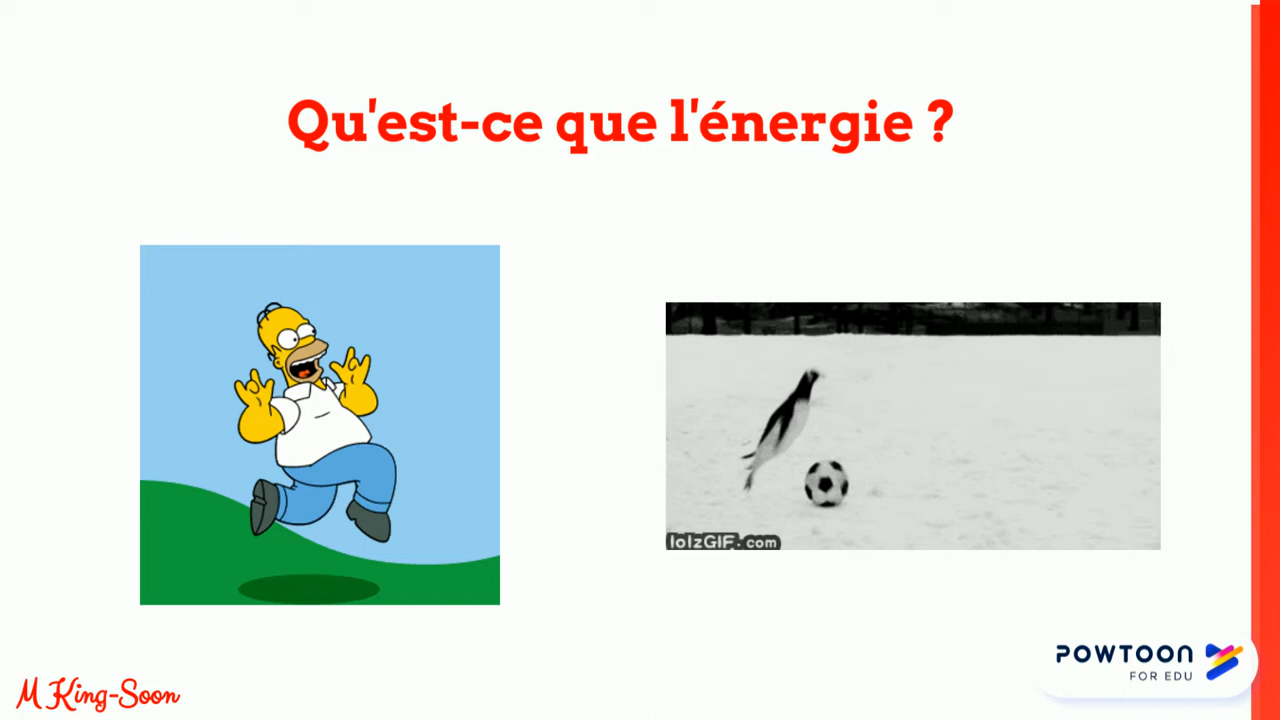 Qu'est-ce que l'énergie ?
lolzGIF.com
POWTOON
FOR EDU
M King-Soon